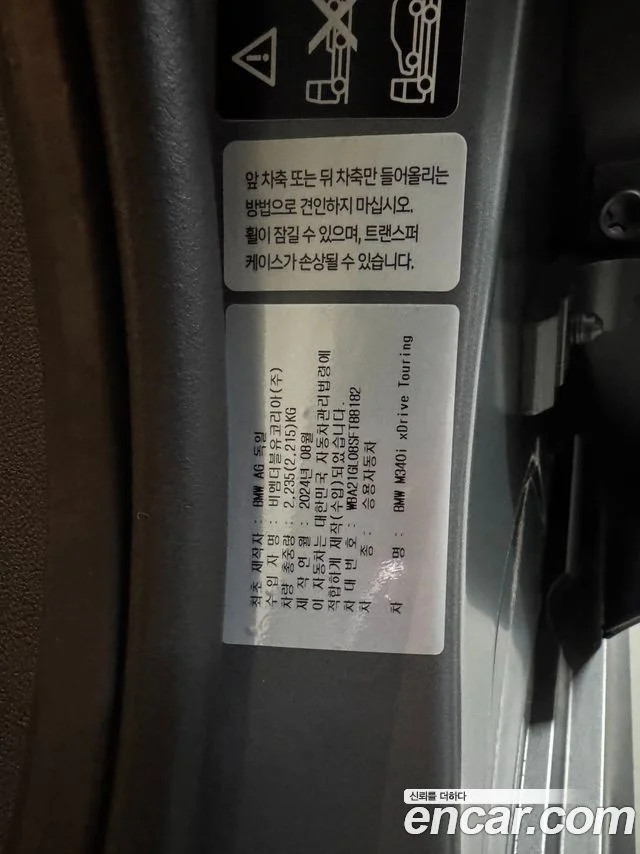 앞 차축 또는 뒤 차축만 들어올리는
방법으로 견인하지 마십시오.
휠이 잠길 수 있으며, 트랜스퍼
케이스가 손상될 수 있습니다.
최초 제작자 : BMW AG 독일
수 입 자 명 : 비엠더블유코리아(주)
차량 총중량 : 2,235(2,215)KG
제 작 연 월 : 2024년 08월
이 자동차는 대한민국 자동차관리법령에
적합하게 제작(수입)되었습니다.
차 대 번 호 : WBA21GL08SFT88182
차 종 : 승용자동차
차 명 : BMW M340i xDrive Touring
신뢰를 더하다
encar.com